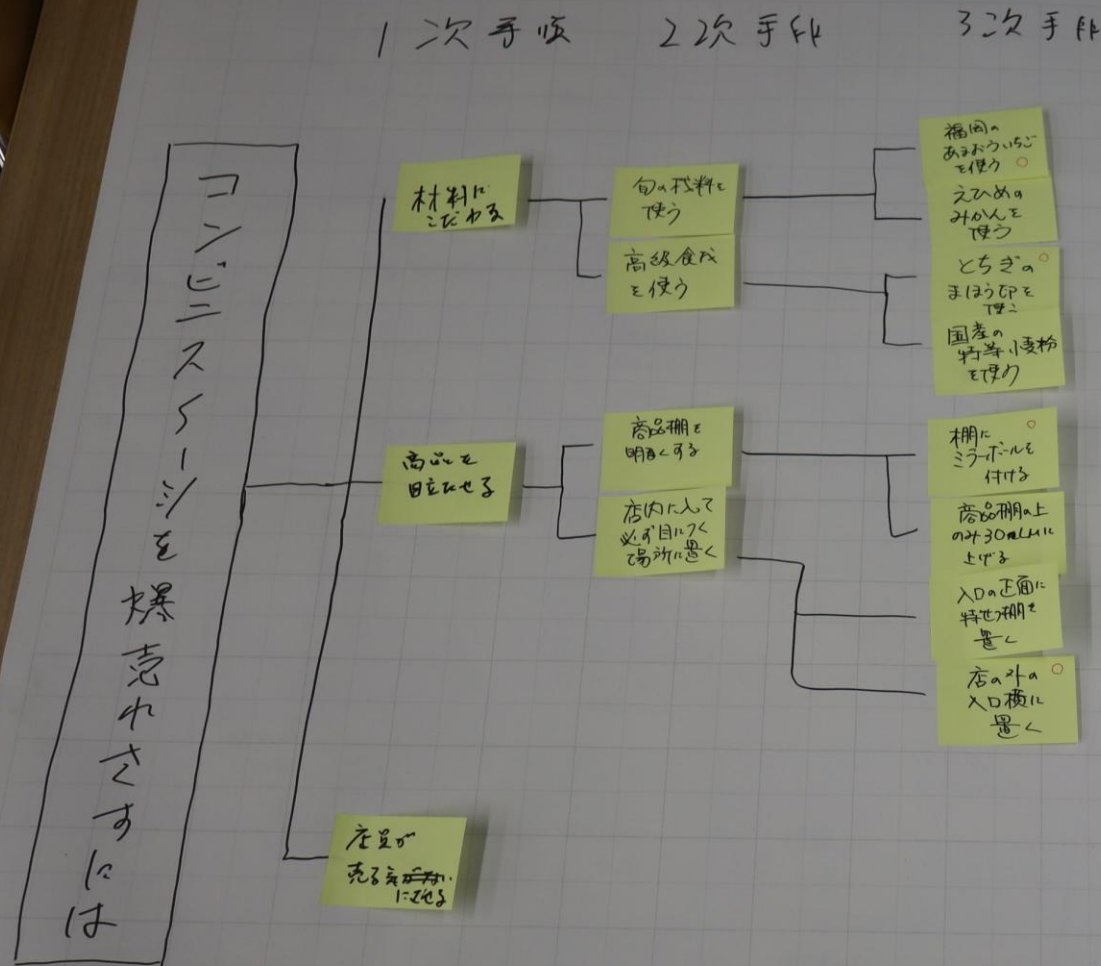 1次手順
2次手段
3次手段
コンビニスイーツを爆売れさすには
材料に
こだわる
旬の材料を
使う
高級食材
を使う
福岡の
あまおういちご
を使う
えひめの
みかんを
使う
とちぎの
まほう卵を
使う
国産の
特等小麦粉
を使う
商品を
目立たせる
商品棚を
明るくする
店内に入って
必ず目につく
場所に置く
棚に
ミラーボールを
付ける
商品棚の上
のみ30
上げる
入口の正面に
特せつ棚を
置く
店の外の
入口横に
置く
店員が
売る気
にさせる